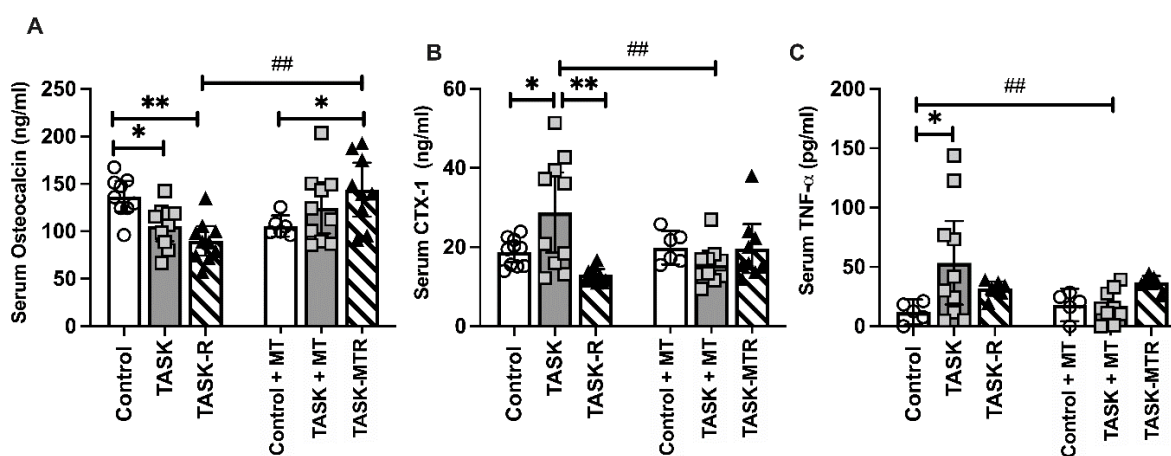 A
Serum Osteocalcin (ng/ml)
250
200
150
100
50
0
##
**
*
*
Control
TASK
TASK-R
Control + MT
TASK + MT
TASK-MTR
B
Serum CTX-1 (ng/ml)
60
40
20
0
##
*
**
Control
TASK
TASK-R
Control + MT
TASK + MT
TASK-MTR
C
Serum TNF-α (pg/ml)
200
150
100
50
0
##
*
Control
TASK
TASK-R
Control + MT
TASK + MT
TASK-MTR